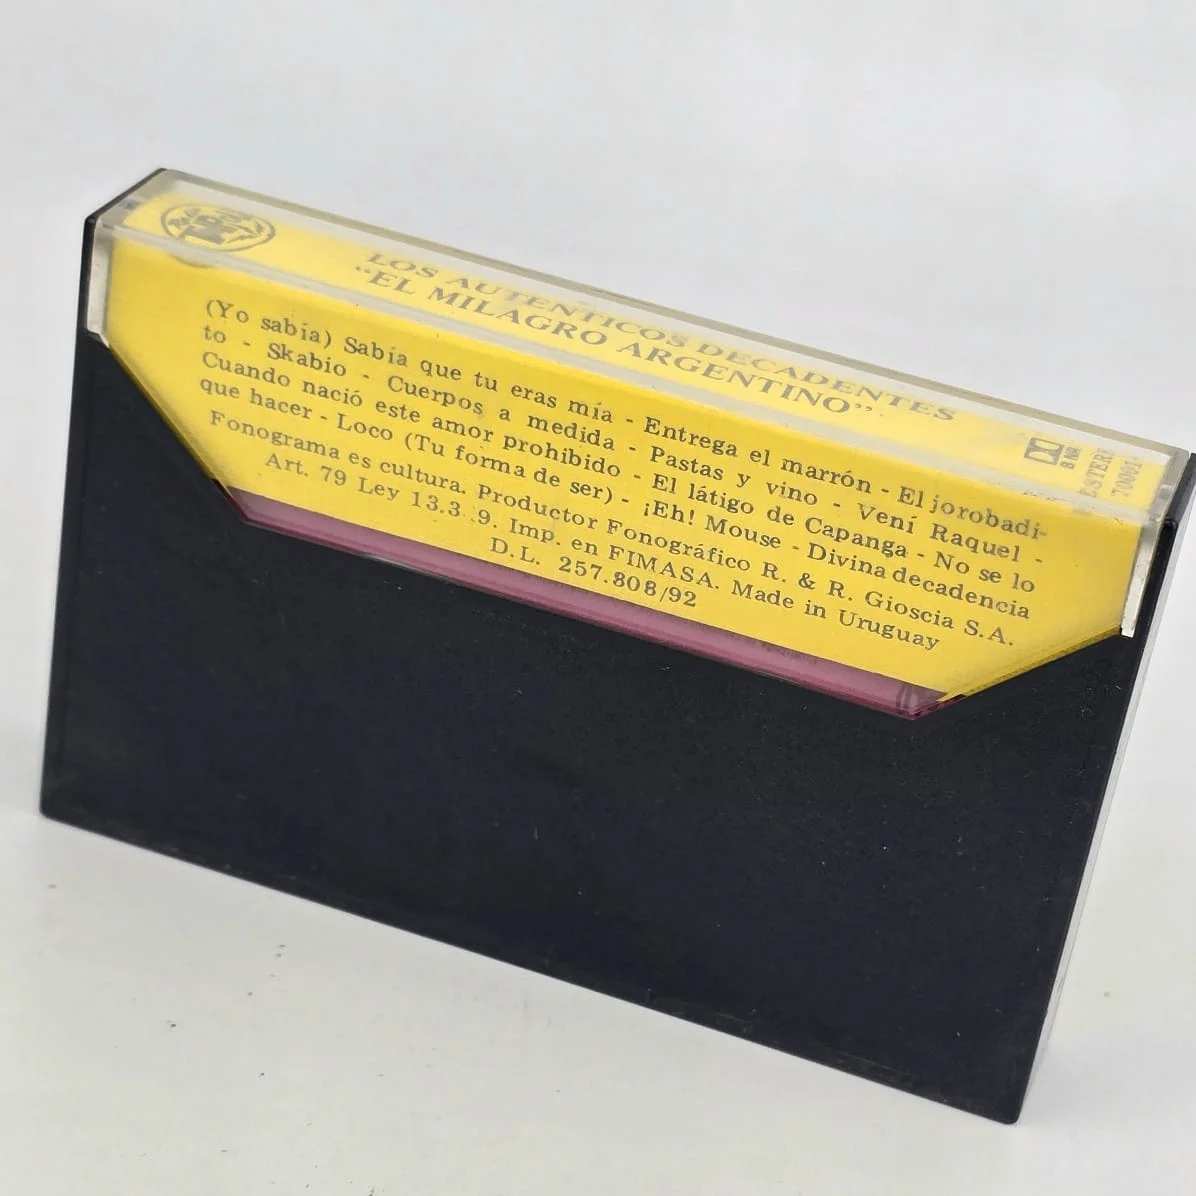 LOS AUTENTICOS DECADENTES
"EL MILAGRO ARGENTINO"
B NR
70001-
(Yo sabía) Sabía que tu eras mía - Entrega el marrón - El jorobadi-
to - Skabio - Cuerpos a medida - Pastas y vino - Vení Raquel -
Cuando nació este amor prohibido - El látigo de Capanga - No se lo
que hacer - Loco (Tu forma de ser) - ¡Eh! Mouse - Divina decadencia
Fonograma es cultura. Productor Fonográfico R. & R. Gioscia S.A.
Art. 79 Ley 13.3 9. Imp. en FIMASA. Made in Uruguay
D.L. 257.808/92